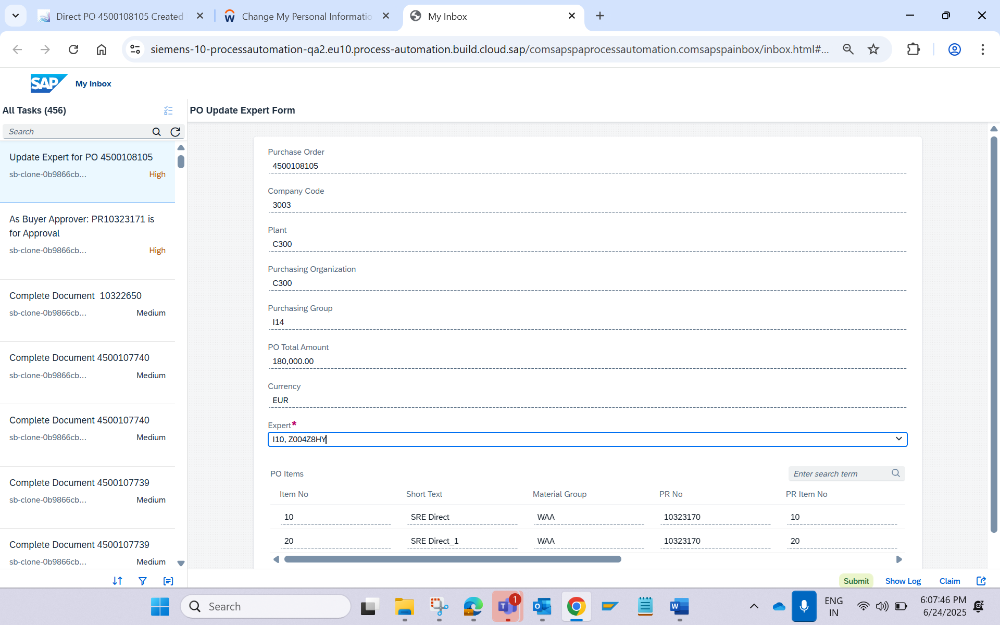 Direct PO 4500108105 Created
Change My Personal Informatio
My Inbox
siemens-10-processautomation-qa2.eu10.process-automation.build.cloud.sap/comsapspaprocessautomation.comsapspainbox/inbox.html#...
SAP My Inbox
All Tasks (456)
Search
Update Expert for PO 4500108105
sb-clone-0b9866cb... High
As Buyer Approver: PR10323171 is
for Approval
sb-clone-0b9866cb... High
Complete Document 10322650
sb-clone-0b9866cb... Medium
Complete Document 4500107740
sb-clone-0b9866cb... Medium
Complete Document 4500107740
sb-clone-0b9866cb... Medium
Complete Document 4500107739
sb-clone-0b9866cb... Medium
Complete Document 4500107739
sb-clone-0b9866cb... Medium
PO Update Expert Form
Purchase Order
4500108105
Company Code
3003
Plant
C300
Purchasing Organization
C300
Purchasing Group
I14
PO Total Amount
180,000.00
Currency
EUR
Expert*
I10, Z004Z8HY
PO Items Enter search term
Item No Short Text Material Group PR No PR Item No
10 SRE Direct WAA 10323170 10
20 SRE Direct_1 WAA 10323170 20
Submit Show Log Claim
Search
1
ENG
IN
6:07:46 PM
6/24/2025